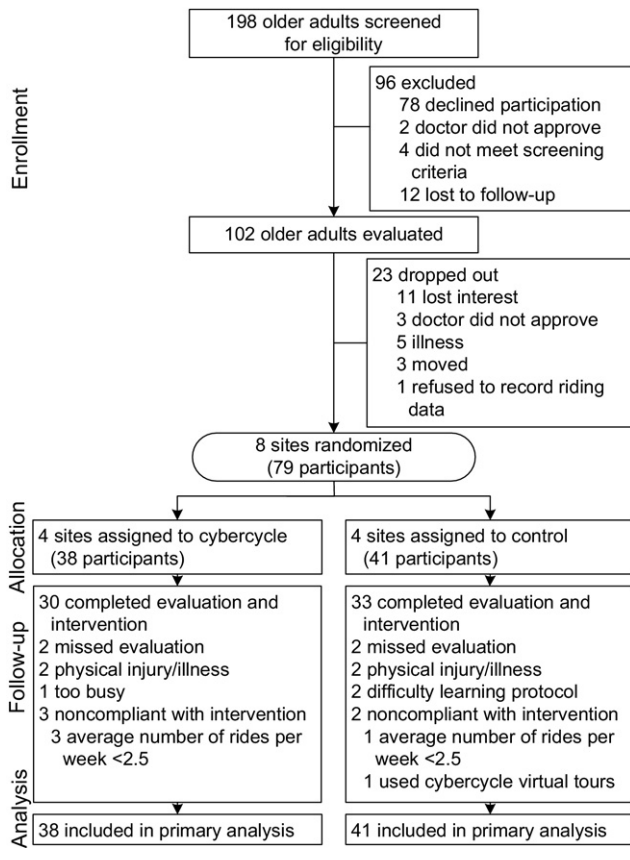 198 older adults screened
for eligibility
Enrollment
96 excluded
78 declined participation
2 doctor did not approve
4 did not meet screening
criteria
12 lost to follow-up
102 older adults evaluated
23 dropped out
11 lost interest
3 doctor did not approve
5 illness
3 moved
1 refused to record riding
data
8 sites randomized
(79 participants)
Allocation
4 sites assigned to cybercycle
(38 participants)
4 sites assigned to control
(41 participants)
Follow-up
30 completed evaluation and
intervention
2 missed evaluation
2 physical injury/illness
1 too busy
3 noncompliant with intervention
3 average number of rides per
week <2.5
33 completed evaluation and
intervention
2 missed evaluation
2 physical injury/illness
2 difficulty learning protocol
2 noncompliant with intervention
1 average number of rides per
week <2.5
1 used cybercycle virtual tours
Analysis
38 included in primary analysis
41 included in primary analysis